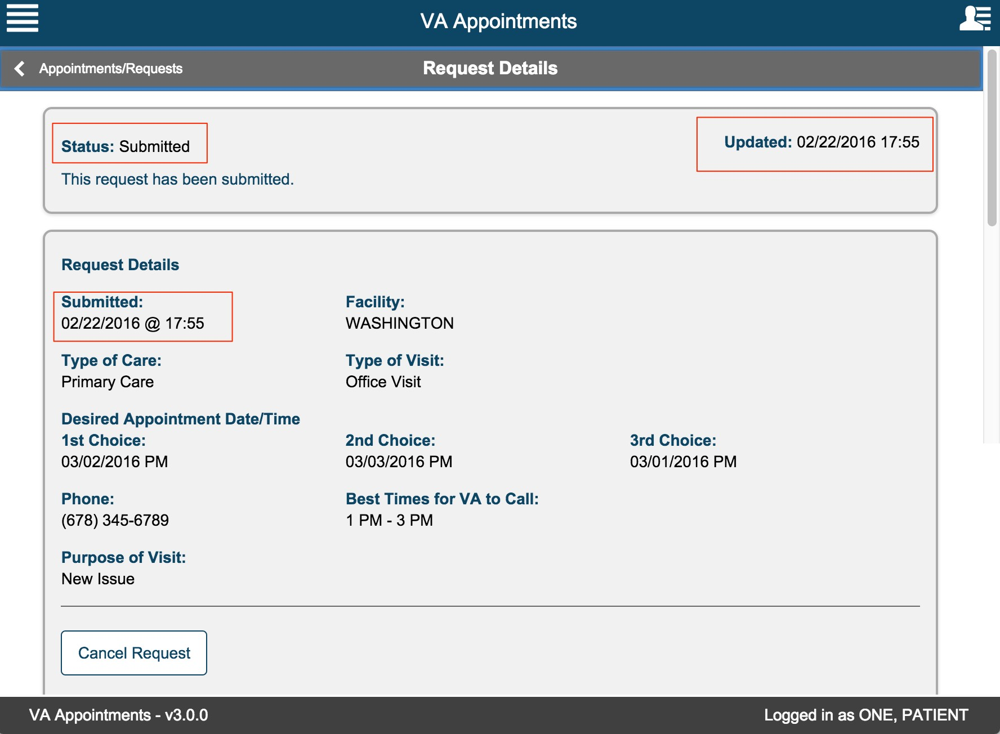 VA Appointments
Appointments/Requests
Request Details
Status: Submitted
Updated: 02/22/2016 17:55
This request has been submitted.
Request Details
Submitted:
02/22/2016 @ 17:55
Facility:
WASHINGTON
Type of Care:
Primary Care
Type of Visit:
Office Visit
Desired Appointment Date/Time
1st Choice:
03/02/2016 PM
2nd Choice:
03/03/2016 PM
3rd Choice:
03/01/2016 PM
Phone:
(678) 345-6789
Best Times for VA to Call:
1 PM - 3 PM
Purpose of Visit:
New Issue
Cancel Request
VA Appointments - v3.0.0
Logged in as ONE, PATIENT